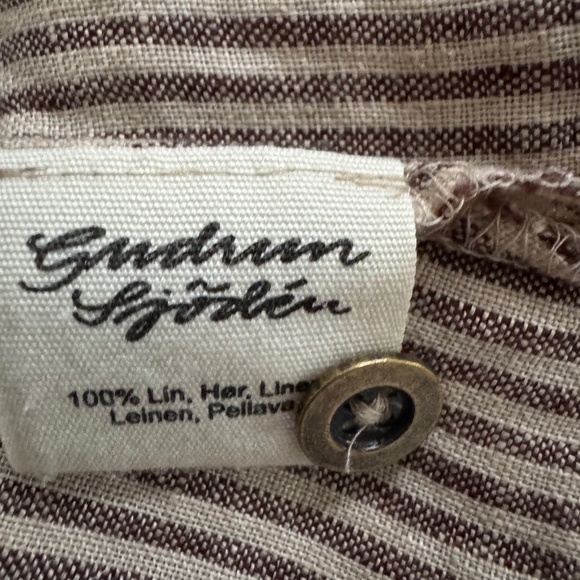 Gudrun
Sjödén
100% Lin, Hør, Line
Leinen, Pellava